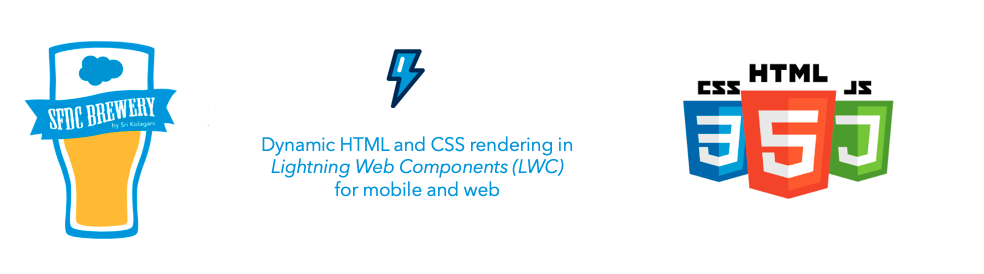 SFDC BREWERY
by Sri Kolagani
Dynamic HTML and CSS rendering in
Lightning Web Components (LWC)
for mobile and web
CSS HTML JS
3 5 J